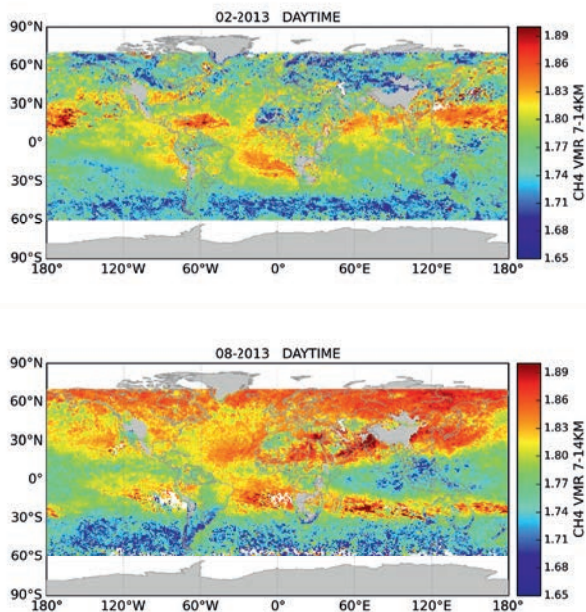 02-2013 DAYTIME
90°N
60°N
30°N
0°
30°S
60°S
90°S
180° 120°W 60°W 0° 60°E 120°E 180°
1.89
1.86
1.83
1.80
1.77
1.74
1.71
1.68
1.65
CH4 VMR 7-14KM
08-2013 DAYTIME
90°N
60°N
30°N
0°
30°S
60°S
90°S
180° 120°W 60°W 0° 60°E 120°E 180°
1.89
1.86
1.83
1.80
1.77
1.74
1.71
1.68
1.65
CH4 VMR 7-14KM